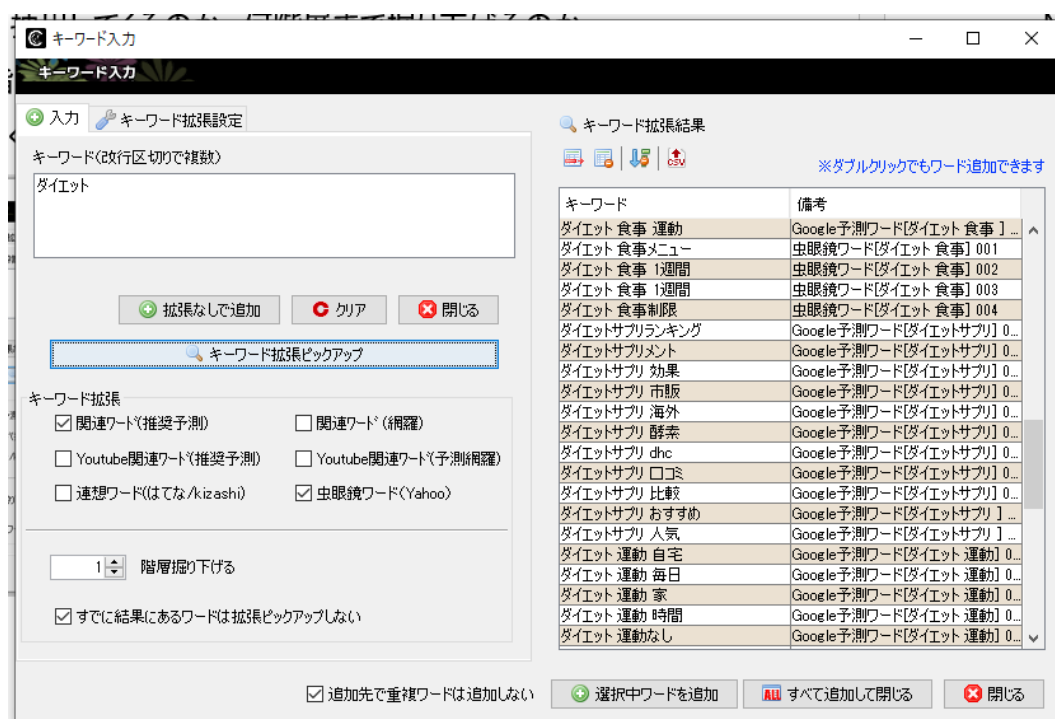 キーワード入力
キーワード入力
入力
キーワード拡張設定
キーワード(改行区切りで複数)
ダイエット
拡張なしで追加
クリア
閉じる
キーワード拡張ピックアップ
キーワード拡張
関連ワード(推奨予測)
関連ワード(網羅)
Youtube関連ワード(推奨予測)
Youtube関連ワード(予測網羅)
連想ワード((はてな/kizashi)
虫眼鏡ワード(Yahoo)
1 階層掘り下げる
すでに結果にあるワードは拡張ピックアップしない
キーワード拡張結果
CSV
※ダブルクリックでもワード追加できます
キーワード 備考
ダイエット 食事 運動 Google予測ワード[ダイエット 食事 ] ...
ダイエット 食事メニュー 虫眼鏡ワード[ダイエット 食事] 001
ダイエット 食事 1週間 虫眼鏡ワード[ダイエット 食事] 002
ダイエット 食事 1週間 虫眼鏡ワード[ダイエット 食事] 003
ダイエット 食事制限 虫眼鏡ワード[ダイエット 食事] 004
ダイエットサプリランキング Google予測ワード[ダイエットサプリ] 0...
ダイエットサプリメント Google予測ワード[ダイエットサプリ] 0...
ダイエットサプリ 効果 Google予測ワード[ダイエットサプリ] 0...
ダイエットサプリ 市販 Google予測ワード[ダイエットサプリ] 0...
ダイエットサプリ 海外 Google予測ワード[ダイエットサプリ] 0...
ダイエットサプリ 酵素 Google予測ワード[ダイエットサプリ] 0...
ダイエットサプリ dhc Google予測ワード[ダイエットサプリ] 0...
ダイエットサプリ 口コミ Google予測ワード[ダイエットサプリ] 0...
ダイエットサプリ 比較 Google予測ワード[ダイエットサプリ] 0...
ダイエットサプリ おすすめ Google予測ワード[ダイエットサプリ ] ...
ダイエットサプリ 人気 Google予測ワード[ダイエットサプリ ] ...
ダイエット 運動 自宅 Google予測ワード[ダイエット 運動] 0...
ダイエット 運動 毎日 Google予測ワード[ダイエット 運動] 0...
ダイエット 運動 家 Google予測ワード[ダイエット 運動] 0...
ダイエット 運動 時間 Google予測ワード[ダイエット 運動] 0...
ダイエット 運動なし Google予測ワード[ダイエット 運動] 0...
追加先で重複ワードは追加しない
選択中ワードを追加
ALL すべて追加して閉じる
閉じる